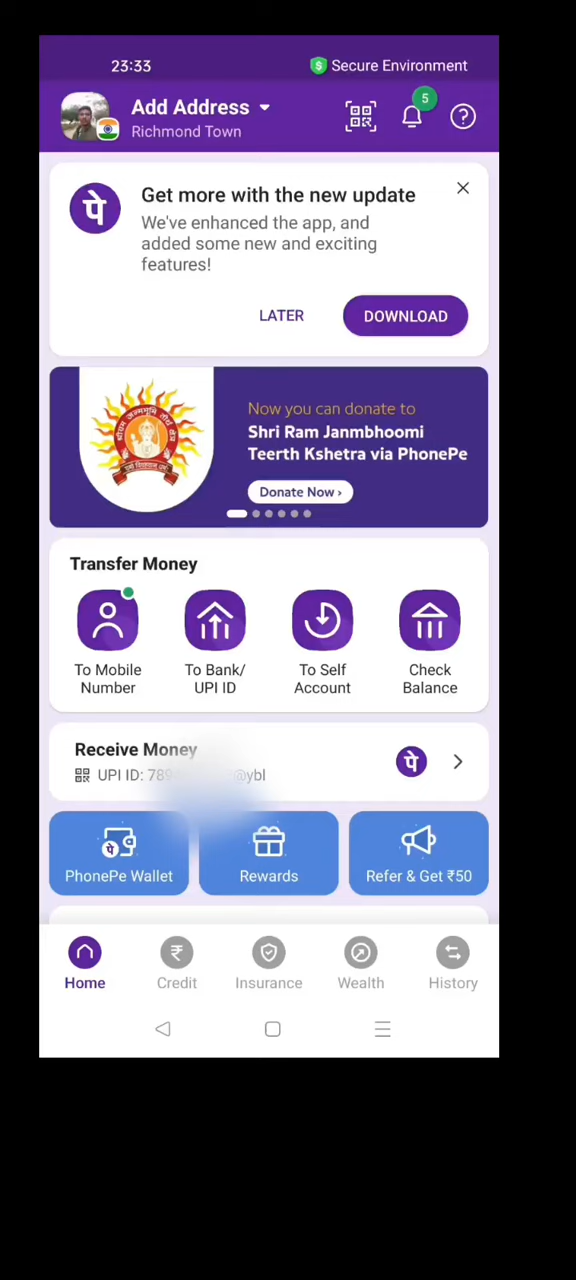 23:33
Secure Environment
Add Address
Richmond Town
5
पे
Get more with the new update
We've enhanced the app, and
added some new and exciting
features!
LATER
DOWNLOAD
Now you can donate to
Shri Ram Janmbhoomi
Teerth Kshetra via PhonePe
Donate Now ›
Transfer Money
To Mobile
Number
To Bank/
UPI ID
To Self
Account
Check
Balance
Receive Money
UPI ID: 789
@ybl
पे
पे
PhonePe Wallet
Rewards
Refer & Get ₹50
Home
Credit
Insurance
Wealth
History